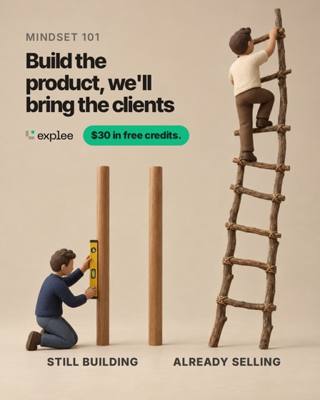 MINDSET 101
Build the
product, we'll
bring the clients
explee
$30 in free credits.
STILL BUILDING
ALREADY SELLING